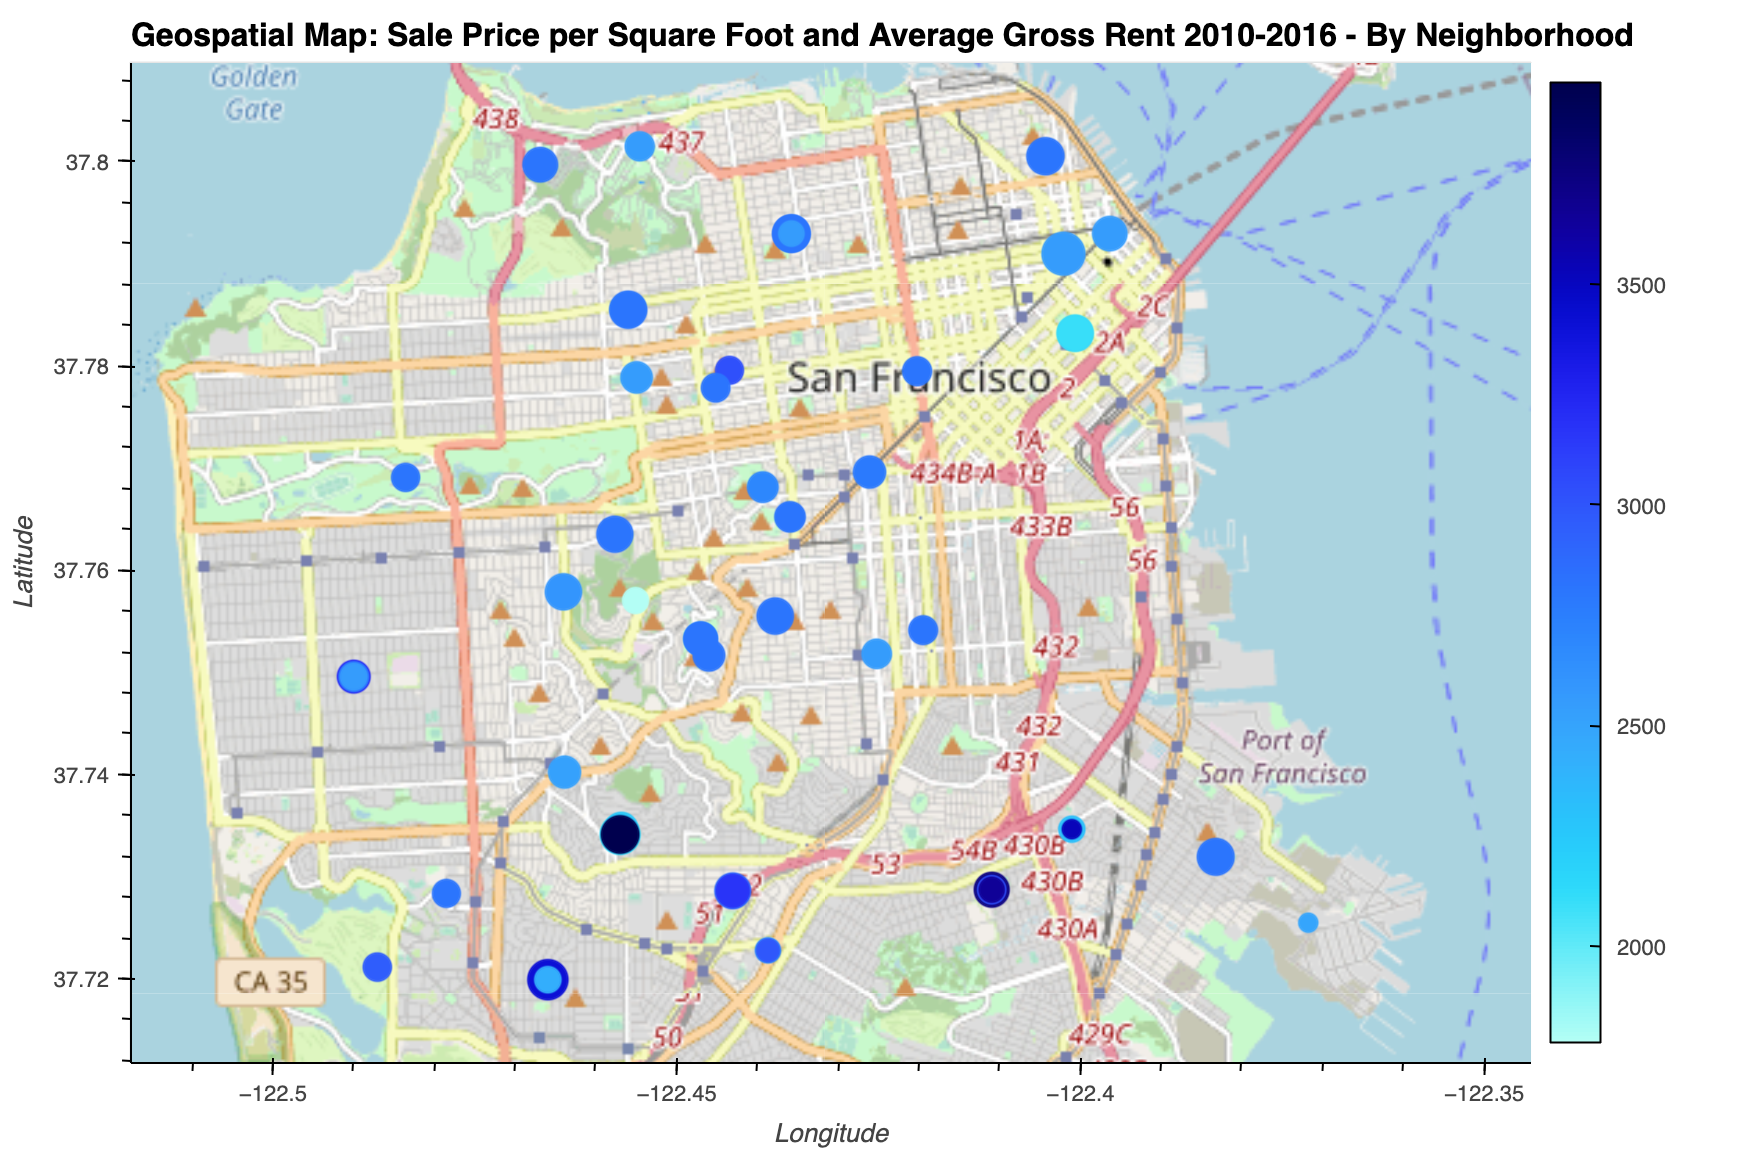 Geospatial Map: Sale Price per Square Foot and Average Gross Rent 2010-2016 - By Neighborhood
Golden
Gate
438
437
37.8
2C
3500
2A
37.78
San Francisco
2
1A;
434B-A
1B
3000
56
433B
56
37.76
Latitude
432
432
2500
Port of
San Francisco
431
37.74
430B
54B
53
430B
51
430A
2000
CA 35
37.72
50
429C
−122.5
−122.45
−122.4
−122.35
Longitude